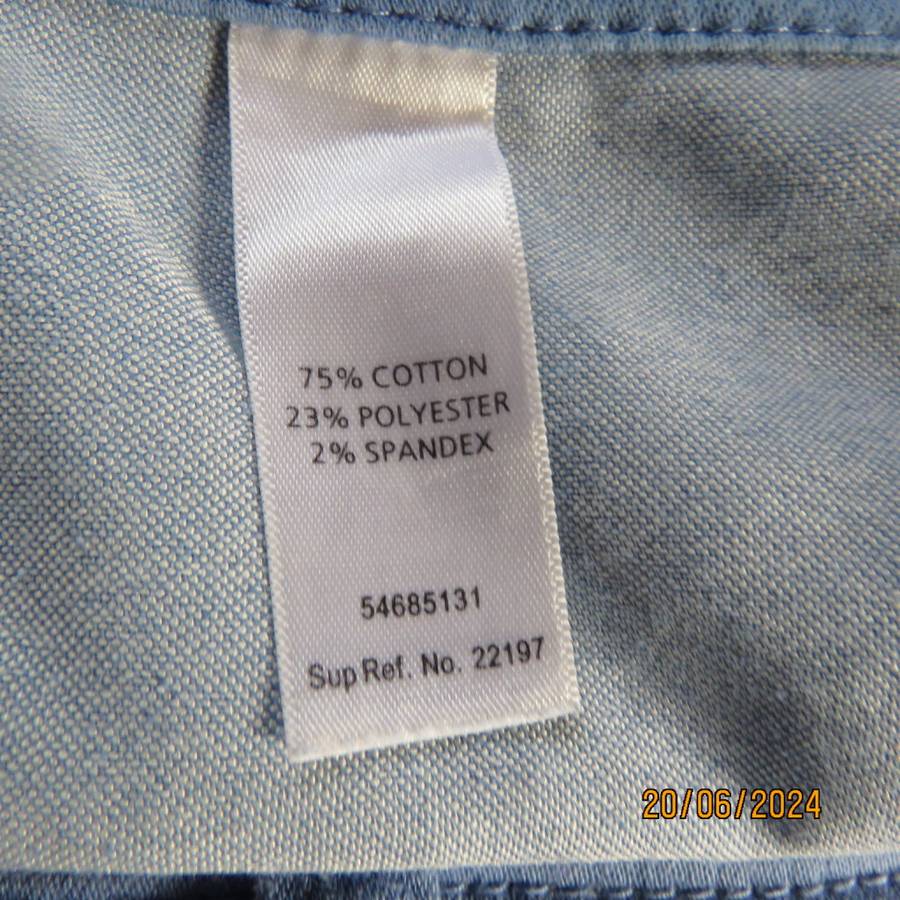 75% COTTON
23% POLYESTER
2% SPANDEX
54685131
Sup Ref. No. 22197
20/06/2024